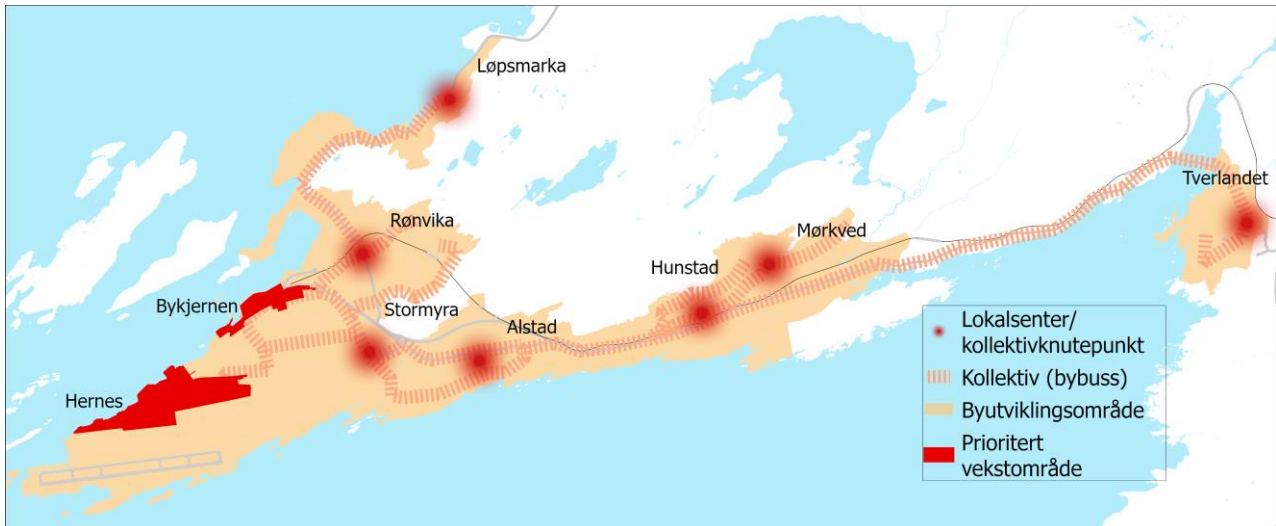 Løpsmarka
Rønvika
Tverlandet
Mørkved
Hunstad
Bykjernen
Stormyra
Alstad
Hernes
Lokalsenter/
kollektivknutepunkt
Kollektiv (bybuss)
Byutviklingsområde
Prioritert
vekstområde